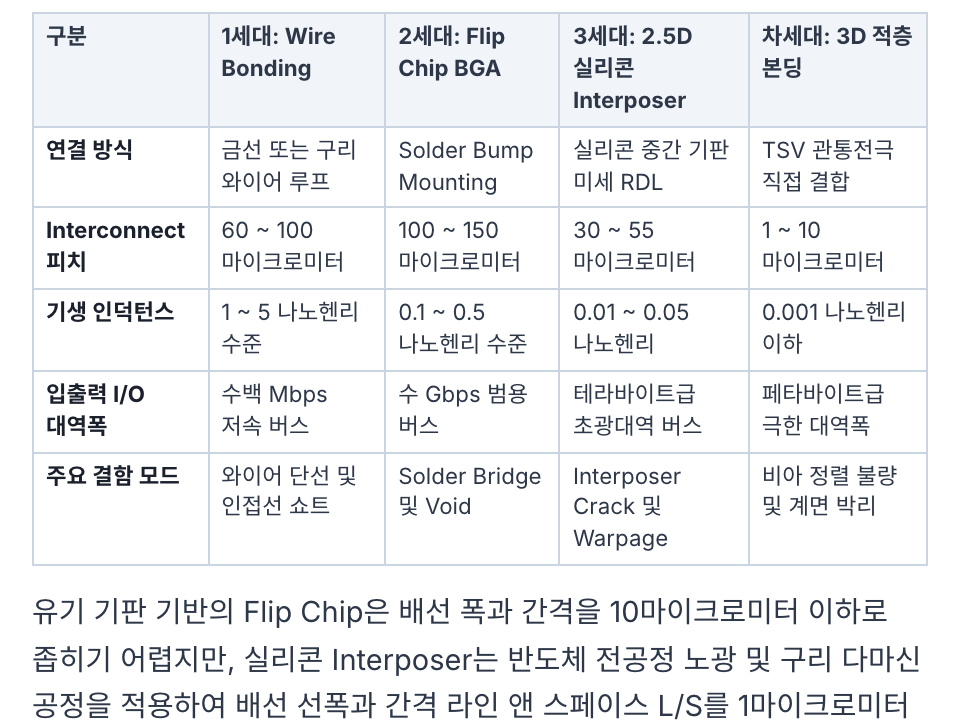 구분
1세대: Wire
Bonding
2세대: Flip
Chip BGA
3세대: 2.5D
실리콘
Interposer
차세대: 3D 적층
본딩
연결 방식
금선 또는 구리
와이어 루프
Solder Bump
Mounting
실리콘 중간 기판
미세 RDL
TSV 관통전극
직접 결합
Interconnect
피치
60 ~ 100
마이크로미터
100 ~ 150
마이크로미터
30 ~ 55
마이크로미터
1 ~ 10
마이크로미터
기생 인덕턴스
1 ~ 5 나노헨리
수준
0.1 ~ 0.5
나노헨리 수준
0.01 ~ 0.05
나노헨리
0.001 나노헨리
이하
입출력 I/O
대역폭
수백 Mbps
저속 버스
수 Gbps 범용
버스
테라바이트급
초광대역 버스
페타바이트급
극한 대역폭
주요 결함 모드
와이어 단선 및
인접선 쇼트
Solder Bridge
및 Void
Interposer
Crack 및
Warpage
비아 정렬 불량
및 계면 박리
유기 기판 기반의 Flip Chip은 배선 폭과 간격을 10마이크로미터 이하로
좁히기 어렵지만, 실리콘 Interposer는 반도체 전공정 노광 및 구리 다마신
공정을 적용하여 배선 선폭과 간격 라인 앤 스페이스 L/S를 1마이크로미터